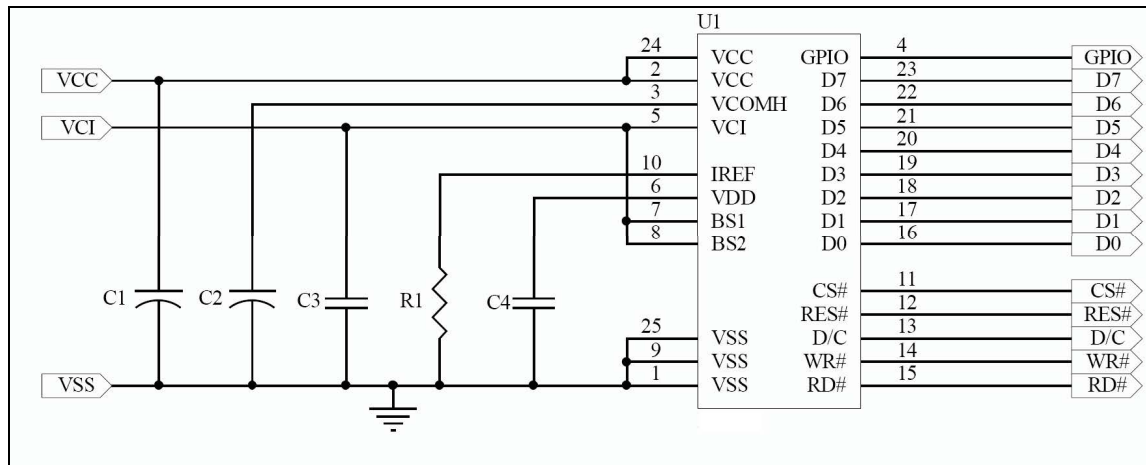 U1
24 VCC GPIO 4 GPIO
VCC 2 VCC D7 23 D7
3 VCOMH D6 22 D6
VCI 5 VCI D5 21 D5
D4 20 D4
10 IREF D3 19 D3
6 VDD D2 18 D2
7 BS1 D1 17 D1
8 BS2 D0 16 D0
C1 C2 C3 R1 C4 CS# 11 CS#
RES# 12 RES#
25 VSS D/C 13 D/C
9 VSS WR# 14 WR#
VSS 1 VSS RD# 15 RD#